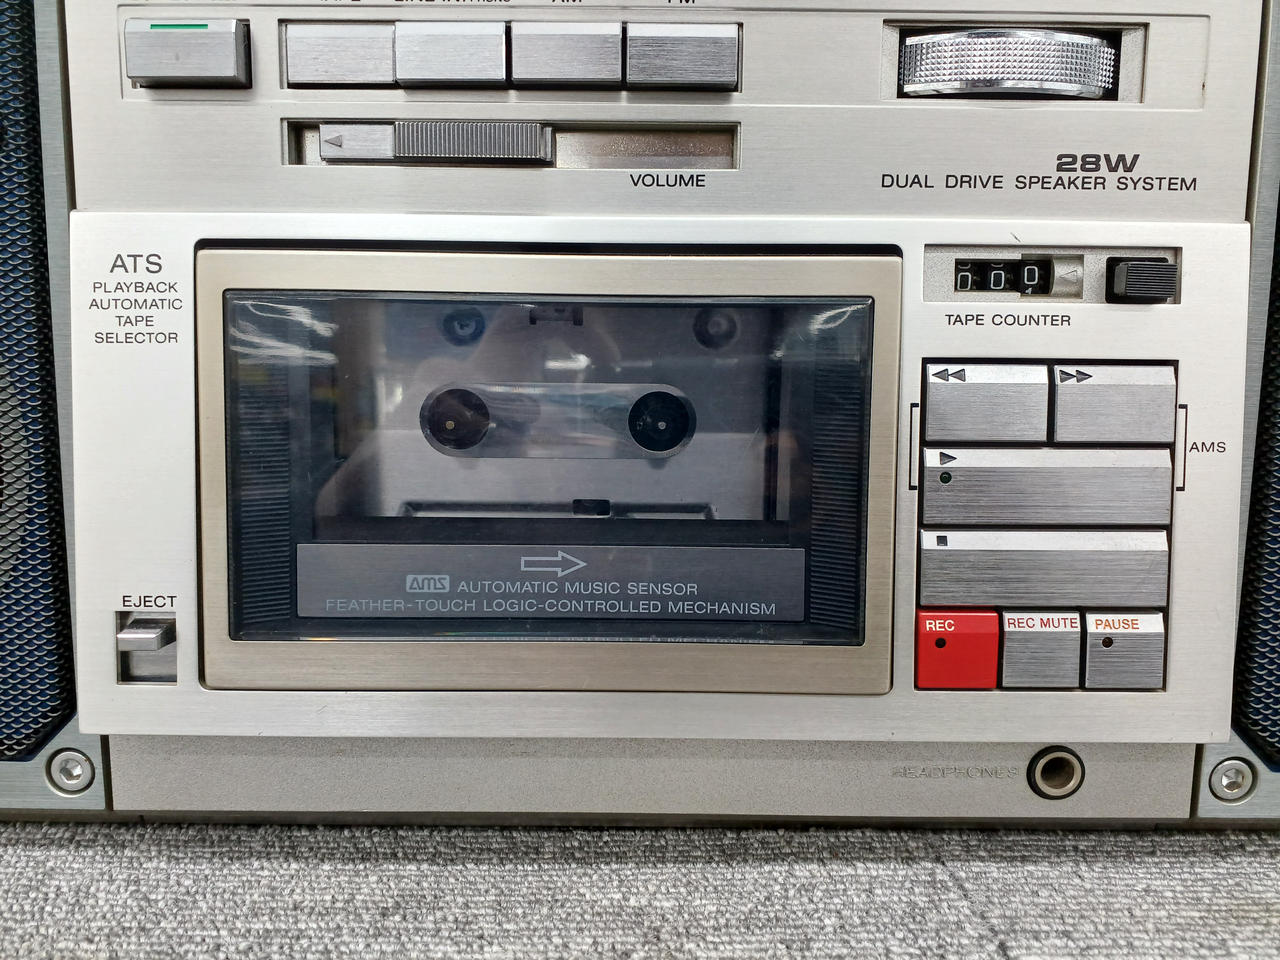 VOLUME
28W
DUAL DRIVE SPEAKER SYSTEM
ATS
PLAYBACK
AUTOMATIC
TAPE
SELECTOR
000
TAPE COUNTER
AMS
EJECT
AMS AUTOMATIC MUSIC SENSOR
FEATHER-TOUCH LOGIC-CONTROLLED MECHANISM
REC
REC MUTE
PAUSE
HEADPHONES